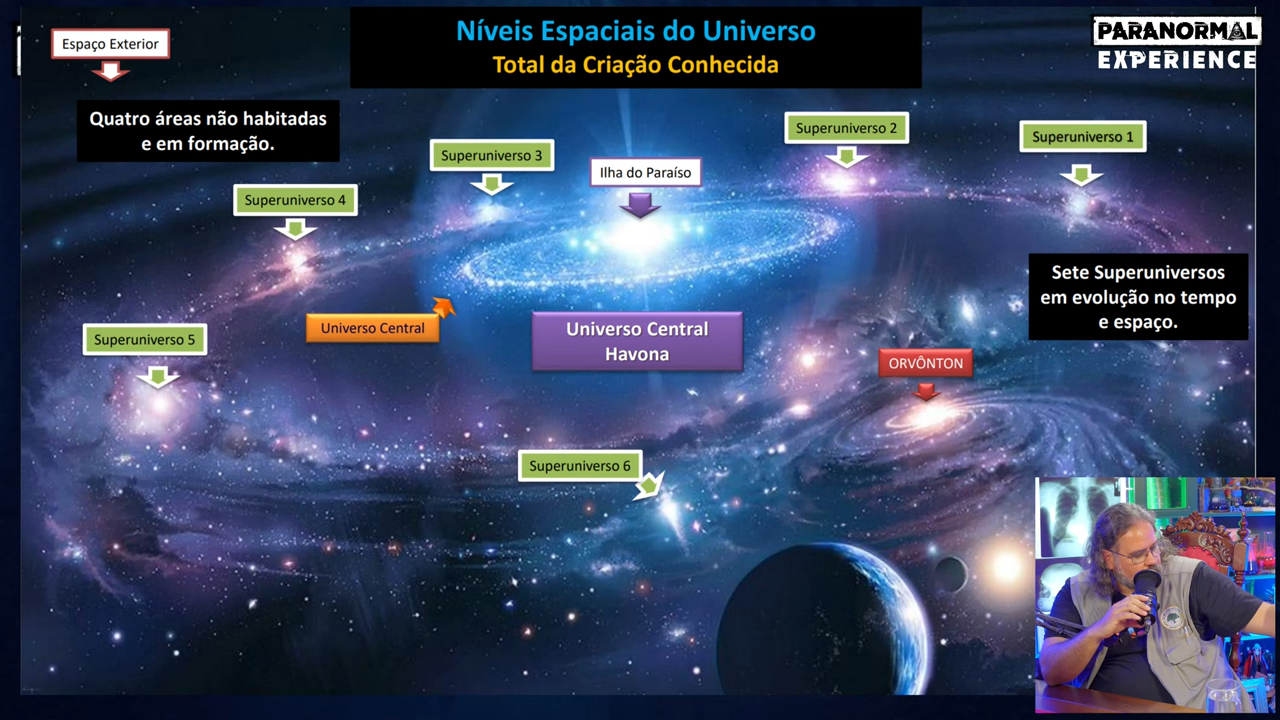 Níveis Espaciais do Universo
Total da Criação Conhecida
PARANORMAL
EXPERIENCE
Espaço Exterior
Quatro áreas não habitadas
e em formação.
Superuniverso 3
Ilha do Paraíso
Superuniverso 2
Superuniverso 1
Superuniverso 4
Sete Superuniversos
em evolução no tempo
e espaço.
Universo Central
Universo Central
Havona
Superuniverso 5
ORVÔNTON
Superuniverso 6